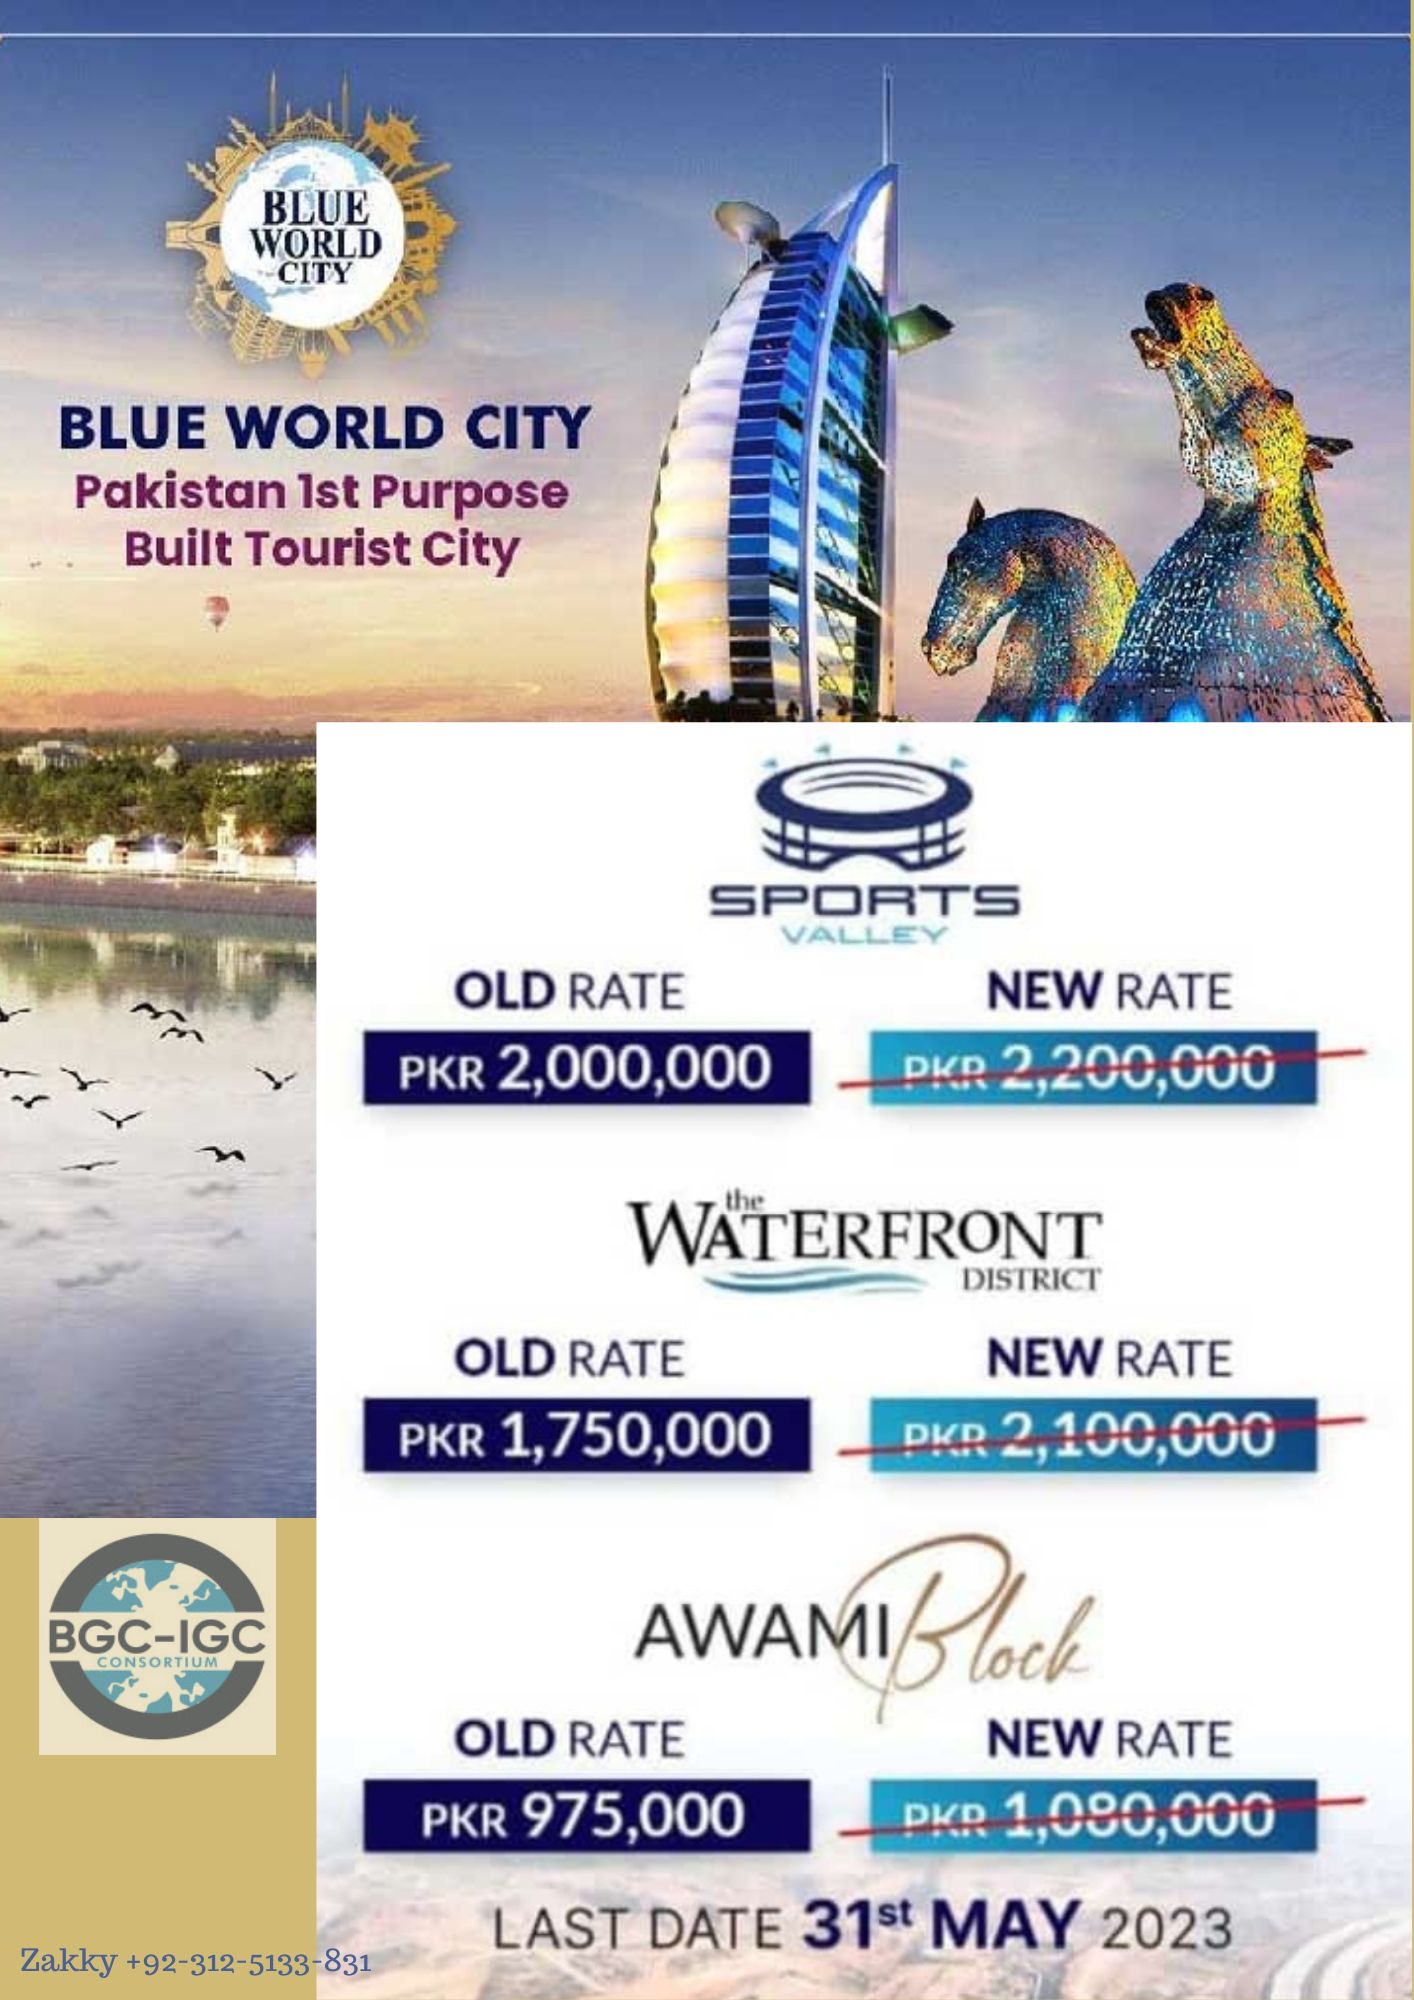 BLUE
WORLD
CITY
BLUE WORLD CITY
Pakistan 1st Purpose
Built Tourist City
SPORTS
VALLEY
OLD RATE
NEW RATE
PKR 2,000,000
PKR 2,200,000
the
WATERFRONT
DISTRICT
OLD RATE
NEW RATE
PKR 1,750,000
PKR 2,100,000
BGC-IGC
CONSORTIUM
AWAMI Block
OLD RATE
NEW RATE
PKR 975,000
PKR 1,080,000
LAST DATE 31st MAY 2023
Zakky +92-312-5133-831